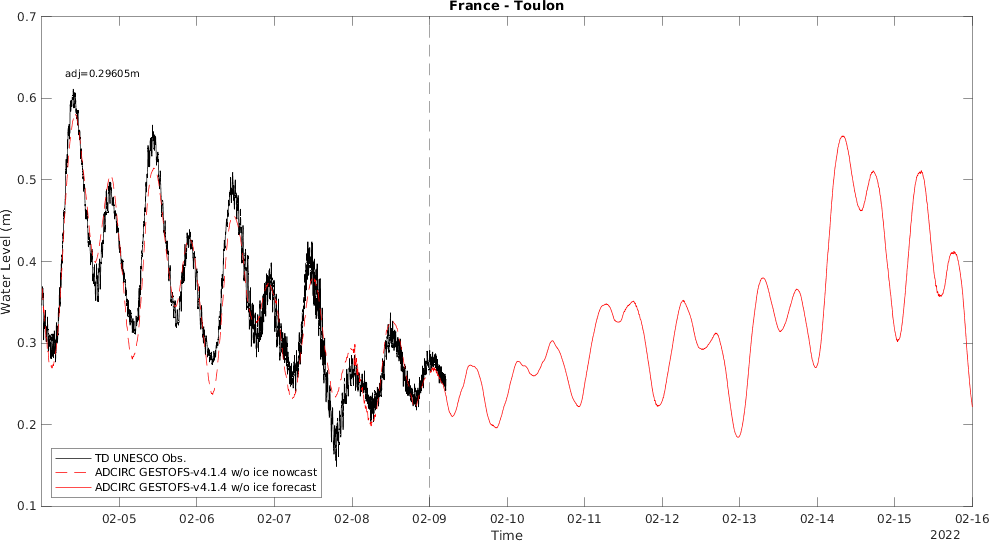 France - Toulon
0.7
adj=0.29605m
0.6
0.5
0.4
0.3
0.2
0.1
Water Level (m)
TD UNESCO Obs.
ADCIRC GESTOFS-v4.1.4 w/o ice nowcast
ADCIRC GESTOFS-v4.1.4 w/o ice forecast
02-05 02-06 02-07 02-08 02-09 02-10 02-11 02-12 02-13 02-14 02-15 02-16
Time
2022